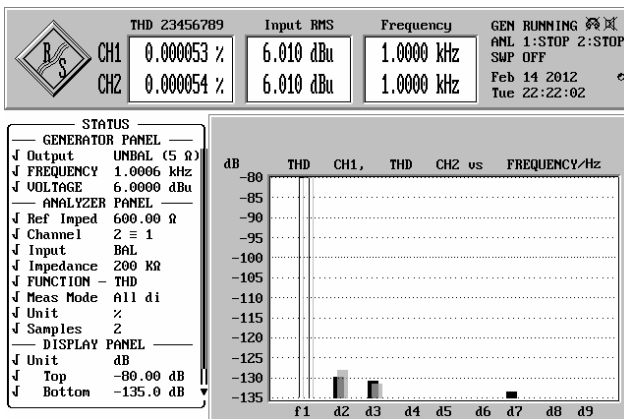 THD 23456789 Input RMS Frequency
R S
CH1 0.000053 % 6.010 dBu 1.0000 kHz
CH2 0.000054 % 6.010 dBu 1.0000 kHz
GEN RUNNING
ANL 1:STOP 2:STOP
SWP OFF
Feb 14 2012
Tue 22:22:02
STATUS
GENERATOR PANEL
√ Output UNBAL (5 Ω)
√ FREQUENCY 1.0006 kHz
√ VOLTAGE 6.0000 dBu
ANALYZER PANEL
√ Ref Imped 600.00 Ω
√ Channel 2 ≡ 1
√ Input BAL
√ Impedance 200 KΩ
√ FUNCTION - THD
√ Meas Mode All di
√ Unit %
√ Samples 2
DISPLAY PANEL
√ Unit dB
√ Top -80.00 dB
√ Bottom -135.0 dB
dB THD CH1, THD CH2 vs FREQUENCY/Hz
-80
-85
-90
-95
-100
-105
-110
-115
-120
-125
-130
-135
f1 d2 d3 d4 d5 d6 d7 d8 d9